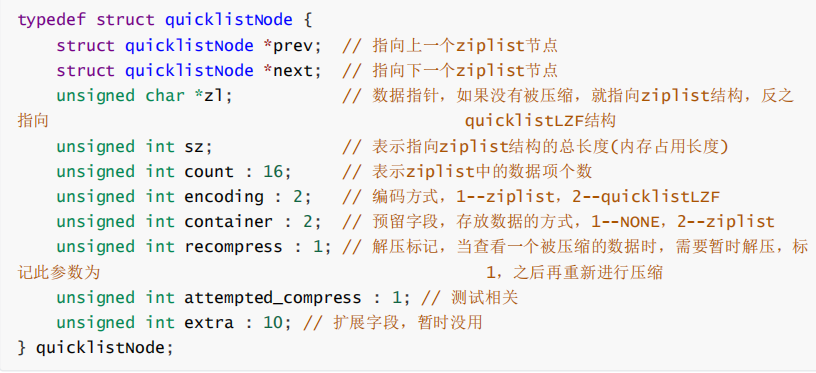 typedef struct quicklistNode {
struct quicklistNode *prev; // 指向上一个ziplist节点
struct quicklistNode *next; // 指向下一个ziplist节点
unsigned char *zl; // 数据指针，如果没有被压缩，就指向ziplist结构，反之
指向 quicklistLZF结构
unsigned int sz; // 表示指向ziplist结构的总长度(内存占用长度)
unsigned int count : 16; // 表示ziplist中的数据项个数
unsigned int encoding : 2; // 编码方式，1--ziplist，2--quicklistLZF
unsigned int container : 2; // 预留字段，存放数据的方式，1--NONE，2--ziplist
unsigned int recompress : 1; // 解压标记，当查看一个被压缩的数据时，需要暂时解压，标
记此参数为 1，之后再重新进行压缩
unsigned int attempted_compress : 1; // 测试相关
unsigned int extra : 10; // 扩展字段，暂时没用
} quicklistNode;